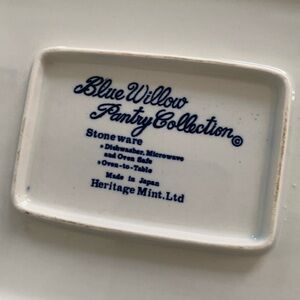 Blue Willow
Pantry Collection©
Stoneware
• Dishwasher, Microwave
and Oven Safe
• Oven-to-Table
Made in Japan
Heritage Mint. Ltd